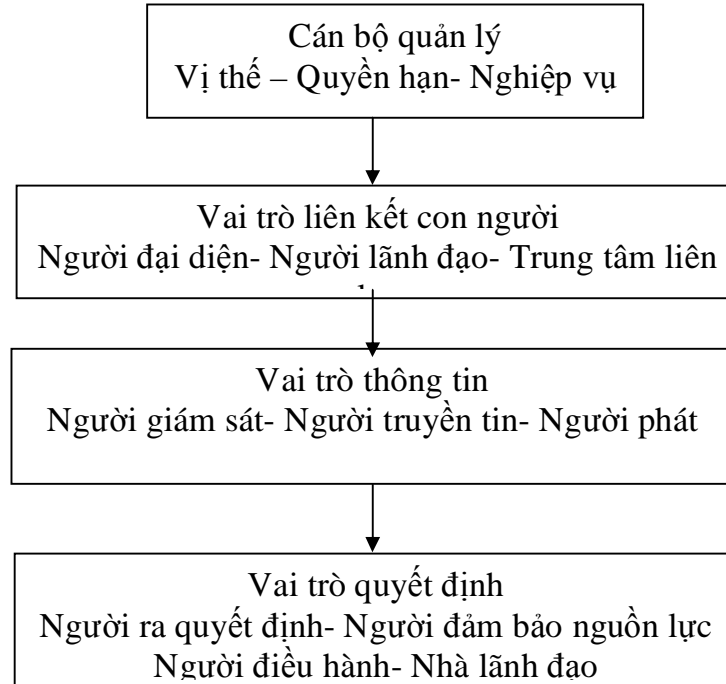 Cán bộ quản lý
Vị thế – Quyền hạn- Nghiệp vụ
Vai trò liên kết con người
Người đại diện- Người lãnh đạo- Trung tâm liên
Vai trò thông tin
Người giám sát- Người truyền tin- Người phát
Vai trò quyết định
Người ra quyết định- Người đảm bảo nguồn lực
Người điều hành- Nhà lãnh đạo